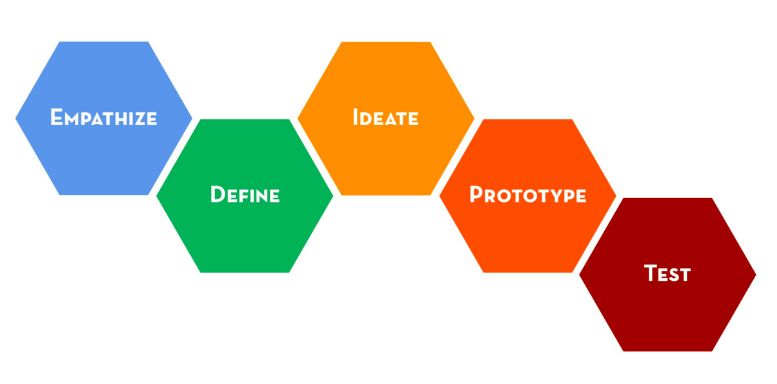 Empathize
Define
Ideate
Prototype
Test